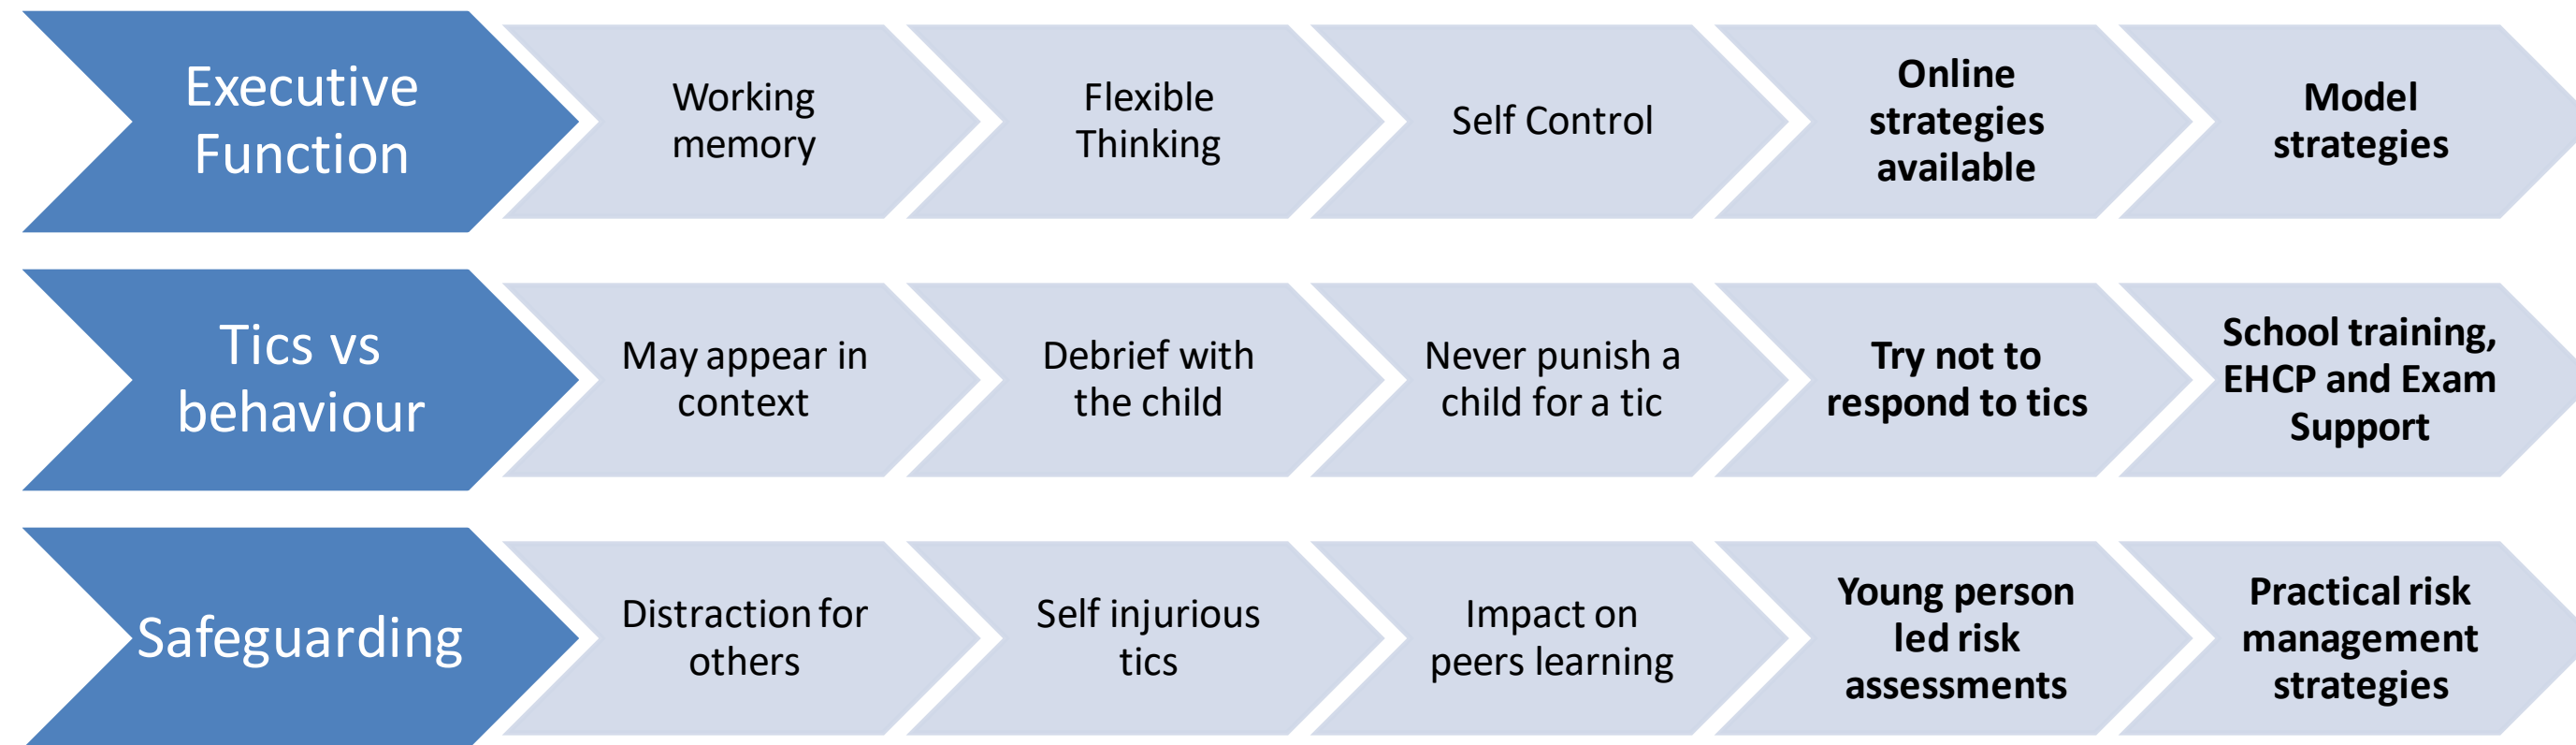 Executive
Function
Working
memory
Flexible
Thinking
Self Control
Online
strategies
available
Model
strategies
Tics vs
behaviour
May appear in
context
Debrief with
the child
Never punish a
child for a tic
Try not to
respond to tics
School training,
EHCP and Exam
Support
Safeguarding
Distraction for
others
Self injurious
tics
Impact on
peers learning
Young person
led risk
assessments
Practical risk
management
strategies